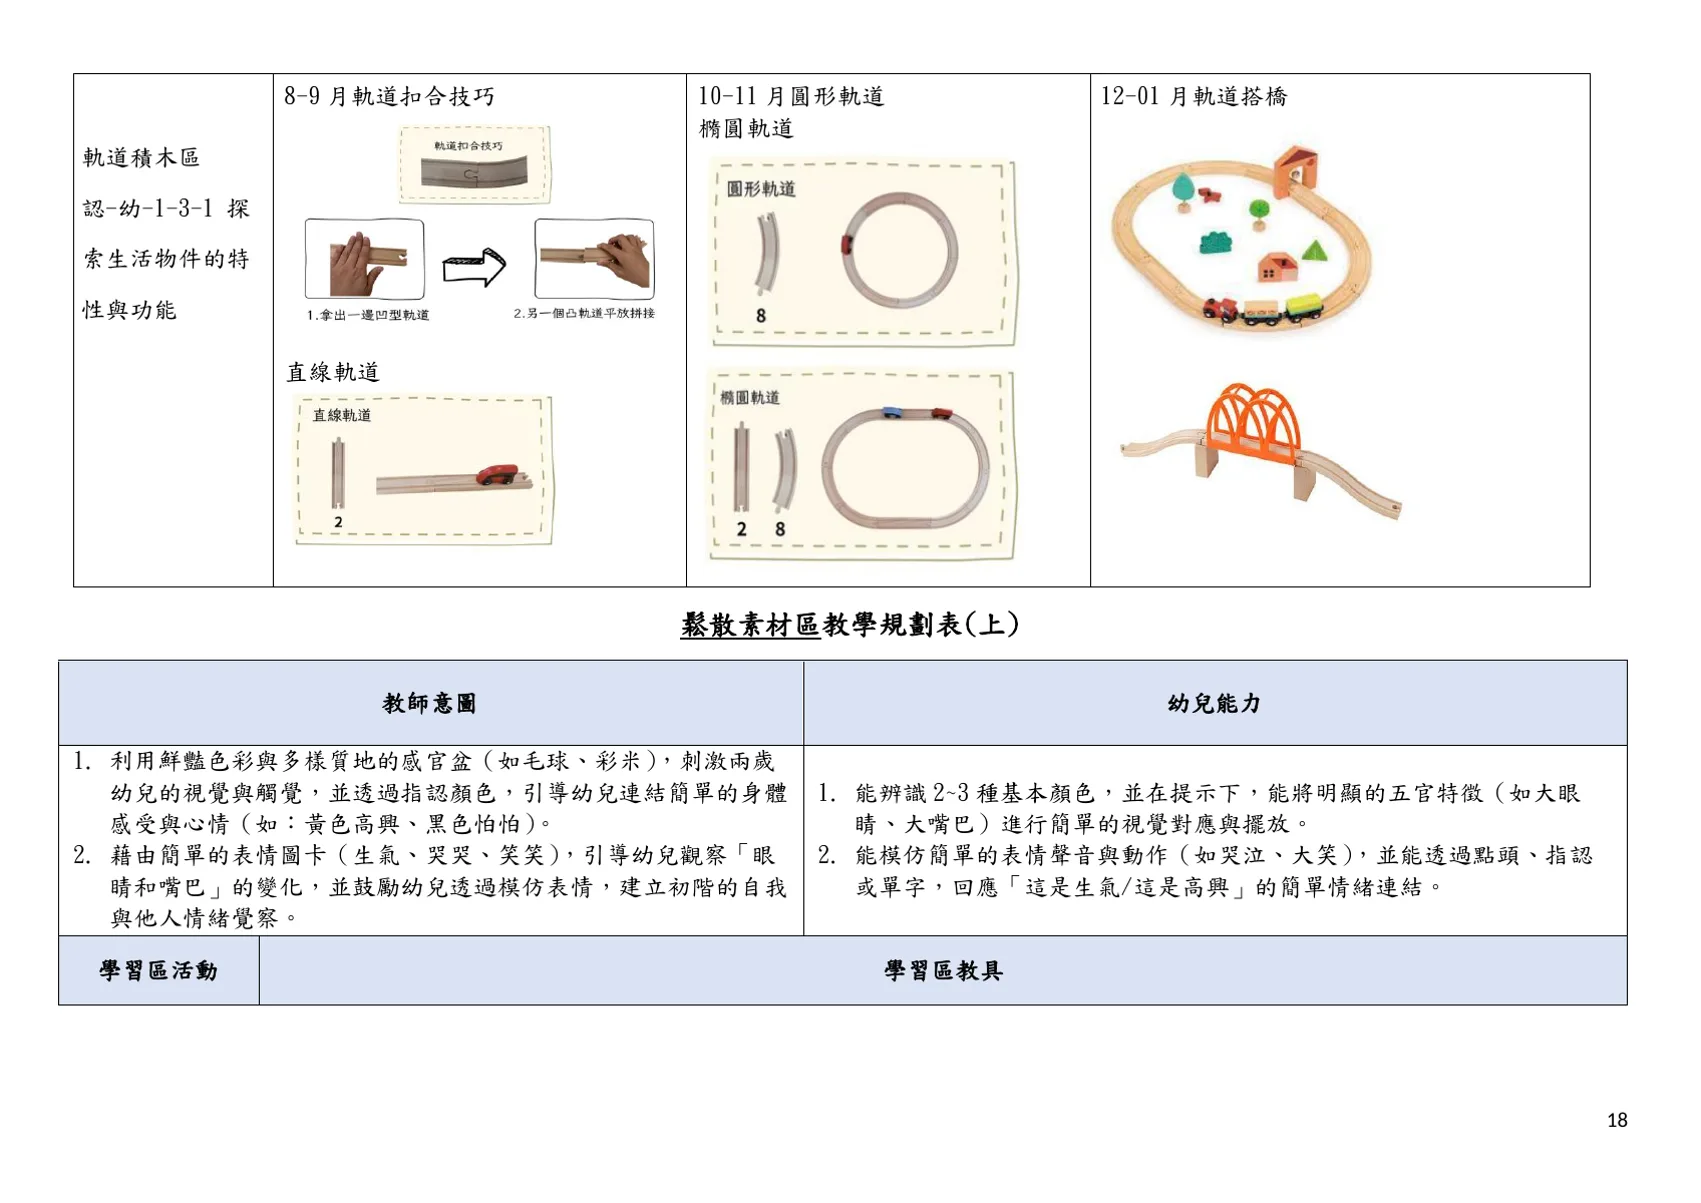 軌道積木區
認-幼-1-3-1 探
索生活物件的特
性與功能
8-9 月軌道扣合技巧
軌道扣合技巧
1.拿出一邊凹型軌道
2.另一個凸軌道平放拼接
直線軌道
直線軌道
2
10-11 月圓形軌道
橢圓軌道
圓形軌道
8
橢圓軌道
2 8
12-01 月軌道搭橋
鬆散素材區教學規劃表(上)
教師意圖
幼兒能力
1. 利用鮮豔色彩與多樣質地的感官盆（如毛球、彩米），刺激兩歲
幼兒的視覺與觸覺，並透過指認顏色，引導幼兒連結簡單的身體
感受與心情（如：黃色高興、黑色怕怕）。
2. 藉由簡單的表情圖卡（生氣、哭哭、笑笑），引導幼兒觀察「眼
睛和嘴巴」的變化，並鼓勵幼兒透過模仿表情，建立初階的自我
與他人情緒覺察。
1. 能辨識 2~3 種基本顏色，並在提示下，能將明顯的五官特徵（如大眼
睛、大嘴巴）進行簡單的視覺對應與擺放。
2. 能模仿簡單的表情聲音與動作（如哭泣、大笑），並能透過點頭、指認
或單字，回應「這是生氣/這是高興」的簡單情緒連結。
學習區活動
學習區教具
18